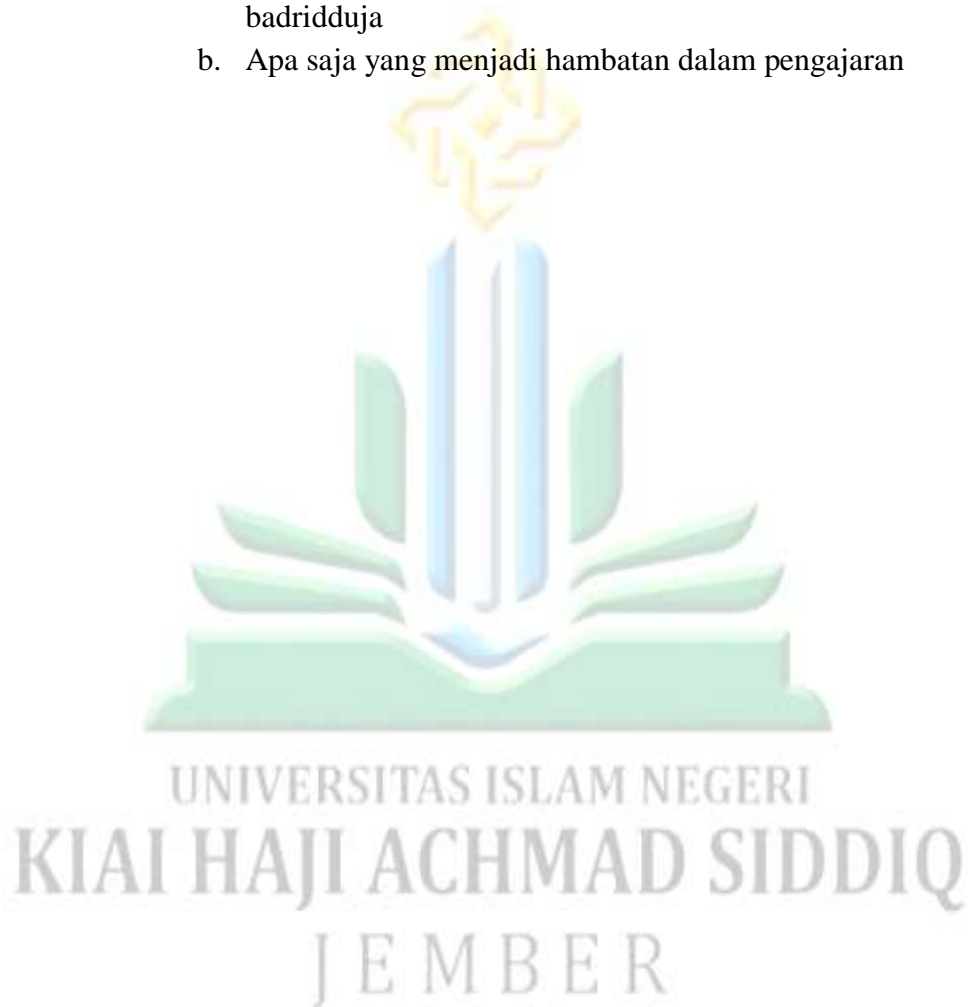 badridduja
b. Apa saja yang menjadi hambatan dalam pengajaran
UNIVERSITAS ISLAM NEGERI
KIAI HAJI ACHMAD SIDDIQ
JEMBER